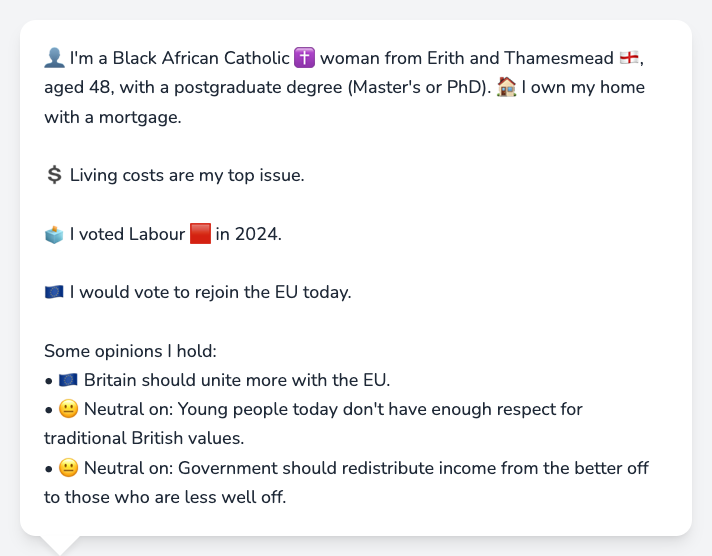 👤 I'm a Black African Catholic ✝️ woman from Erith and Thamesmead 🏴󠁧󠁢󠁥󠁮󠁧󠁿,
aged 48, with a postgraduate degree (Master's or PhD). 🏠 I own my home
with a mortgage.
💲 Living costs are my top issue.
🗳️ I voted Labour 🟥 in 2024.
🇪🇺 I would vote to rejoin the EU today.
Some opinions I hold:
• 🇪🇺 Britain should unite more with the EU.
• 😐 Neutral on: Young people today don't have enough respect for
traditional British values.
• 😐 Neutral on: Government should redistribute income from the better off
to those who are less well off.